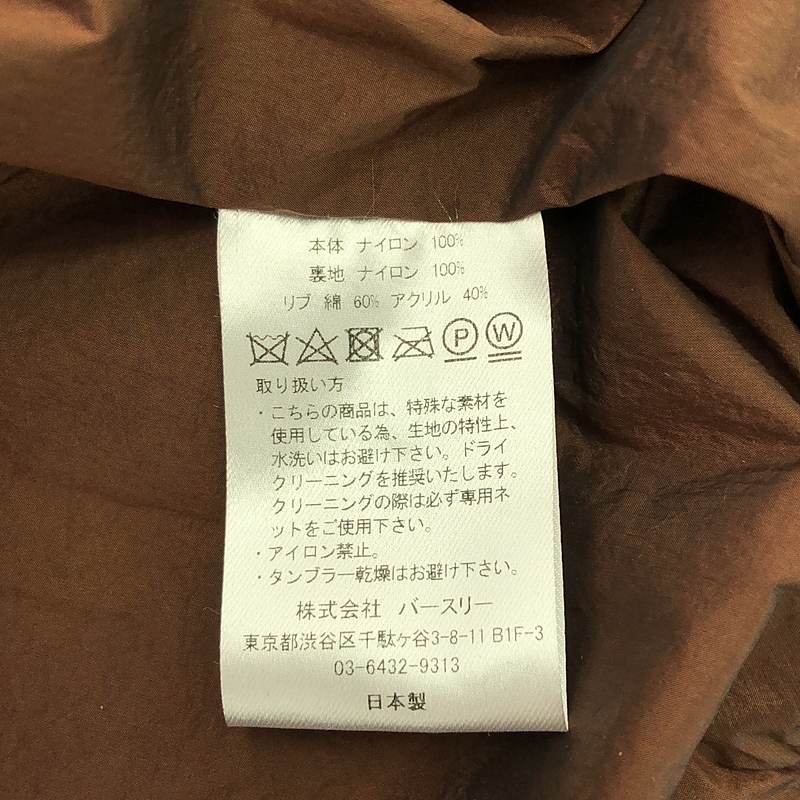 本体 ナイロン 100%
裏地 ナイロン 100%
リブ 綿 60% アクリル 40%
P W
取り扱い方
・こちらの商品は、特殊な素材を
使用している為、生地の特性上、
水洗いはお避け下さい。ドライ
クリーニングを推奨いたします。
クリーニングの際は必ず専用ネ
ットをご使用下さい。
・アイロン禁止。
・タンブラー乾燥はお避け下さい。
株式会社 バースリー
東京都渋谷区千駄ヶ谷3-8-11 B1F-3
03-6432-9313
日本製